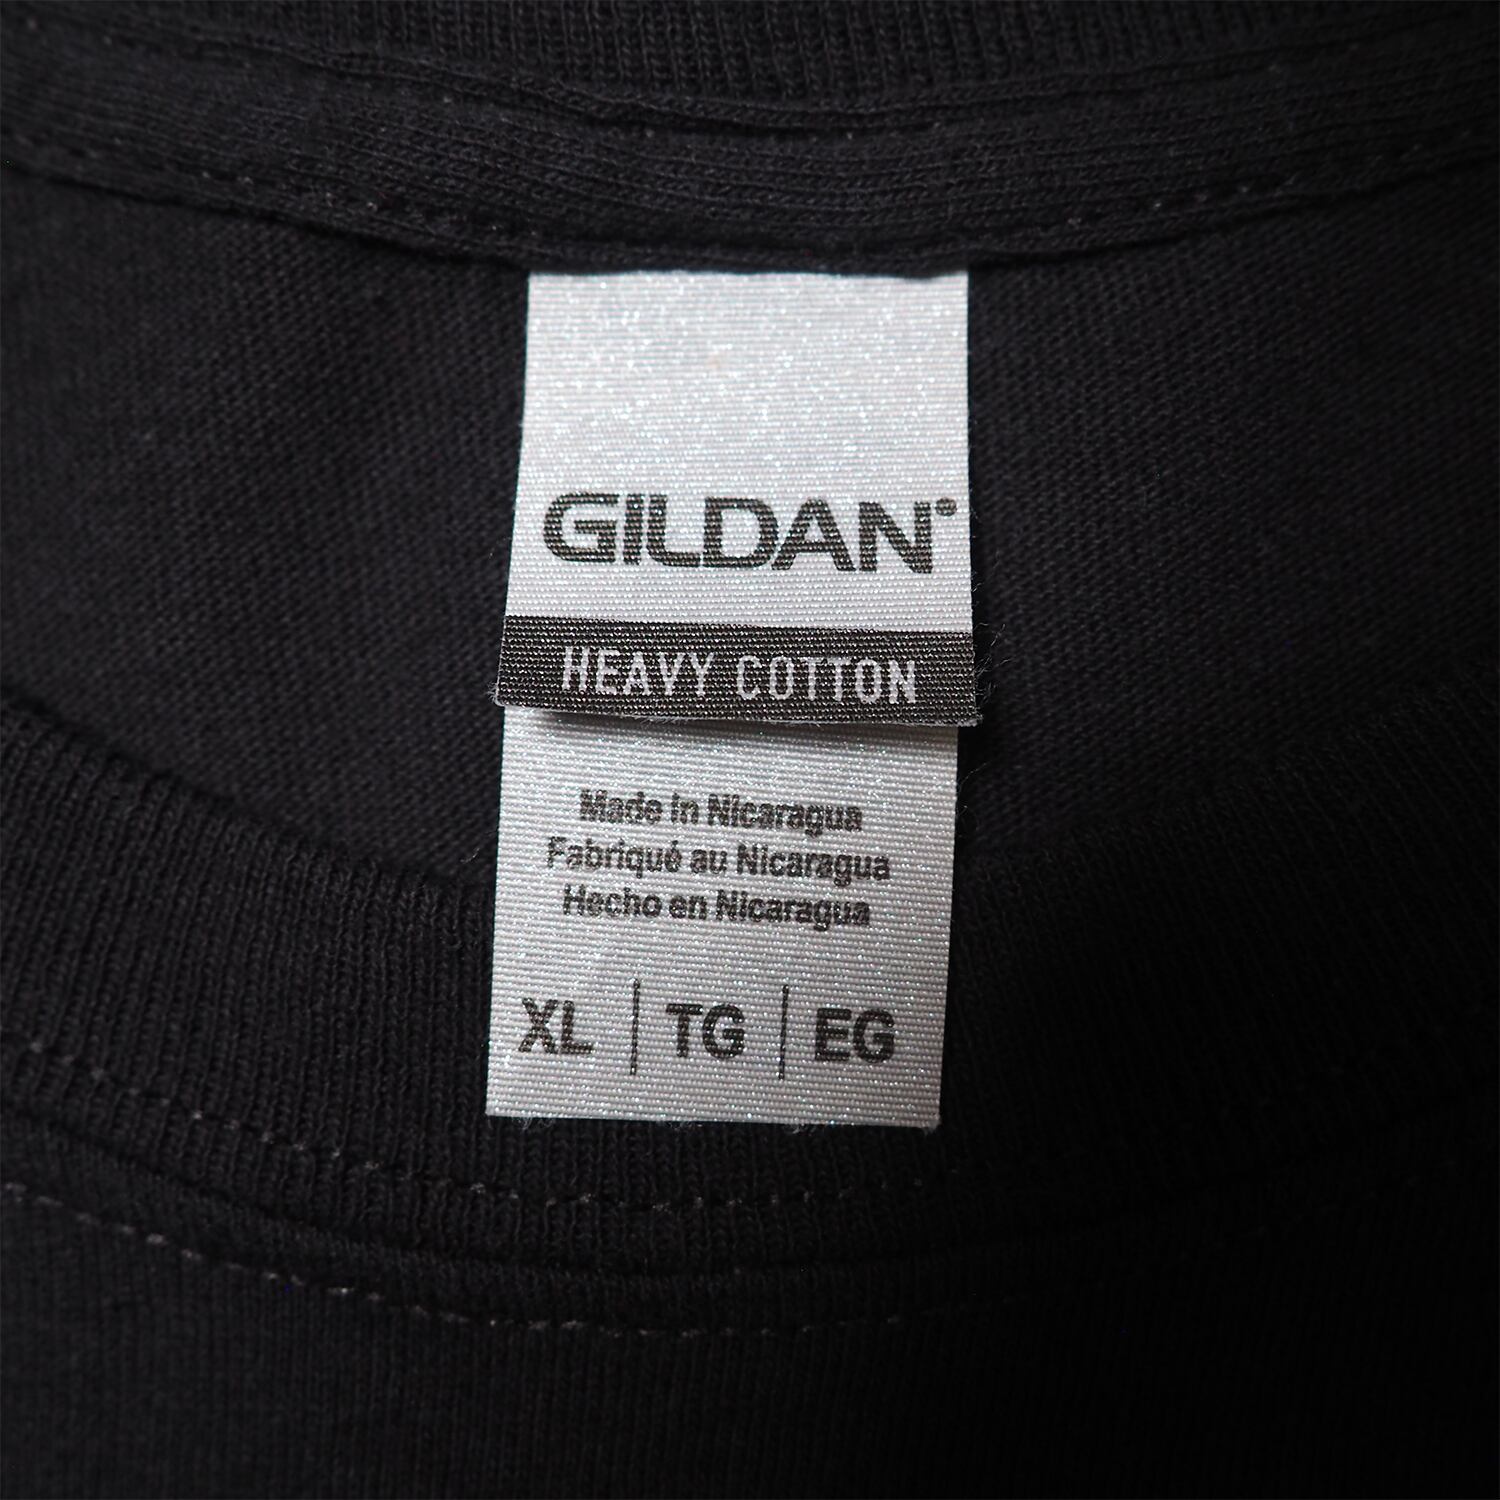 GILDAN
HEAVY COTTON
Made in Nicaragua
Fabriqué au Nicaragua
Hecho en Nicaragua
XL | TG | EG